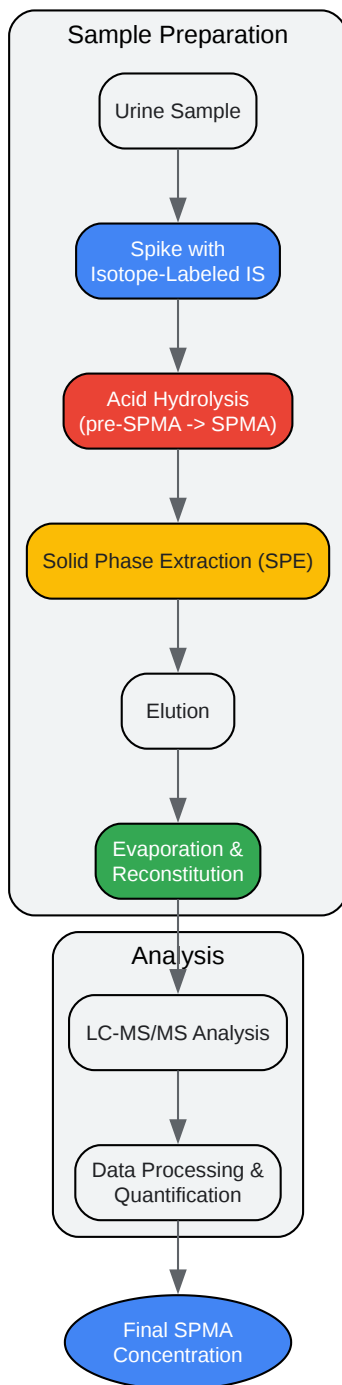 Sample Preparation
Urine Sample
Spike with
Isotope-Labeled IS
Acid Hydrolysis
(pre-SPMA -> SPMA)
Solid Phase Extraction (SPE)
Elution
Evaporation &
Reconstitution
Analysis
LC-MS/MS Analysis
Data Processing &
Quantification
Final SPMA
Concentration